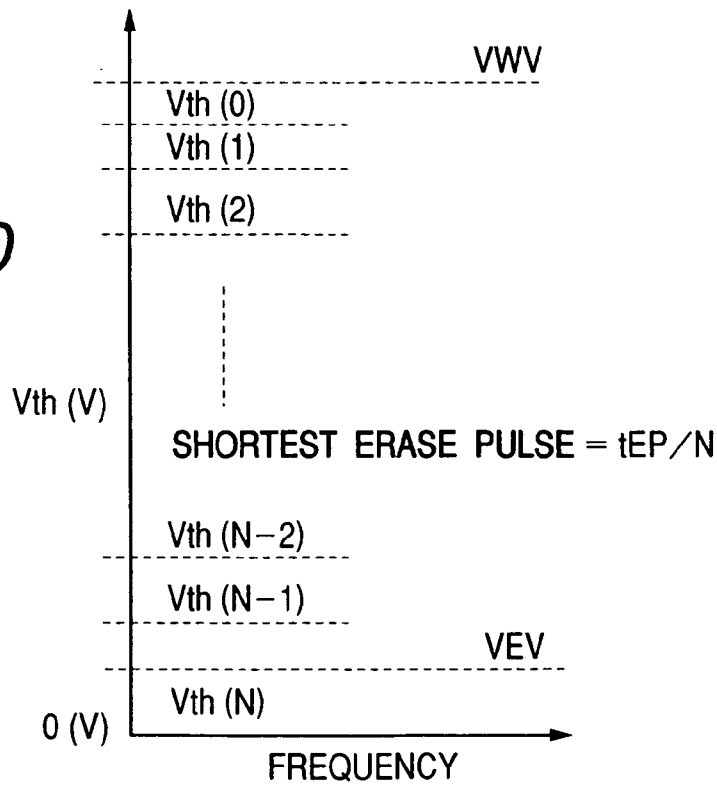 VWV
Vth (0)
Vth (1)
Vth (2)
Vth (V)
SHORTEST ERASE PULSE = tEP/N
Vth (N−2)
Vth (N−1)
VEV
Vth (N)
0 (V)
FREQUENCY